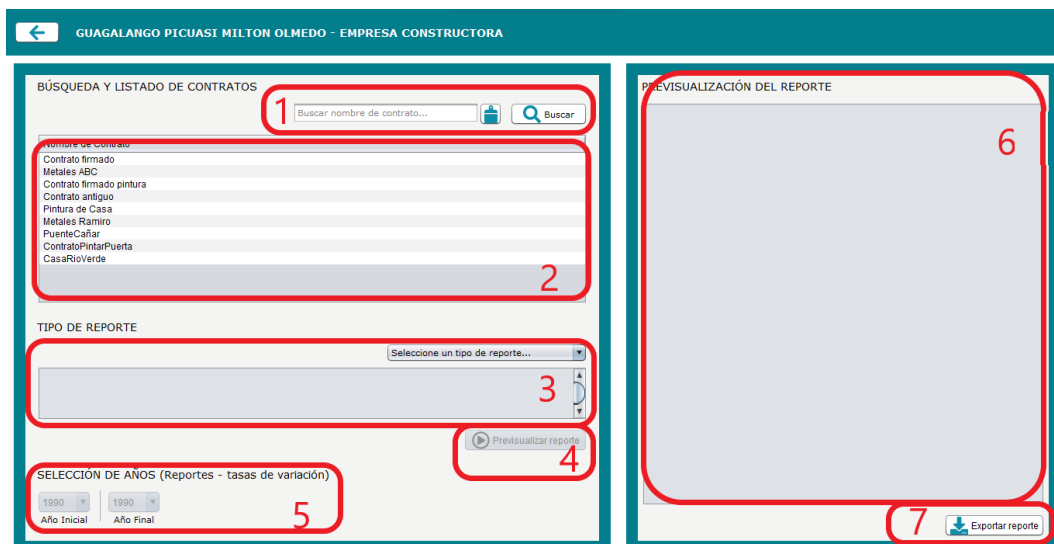 GUAGALANGO PICUASI MILTON OLMEDO - EMPRESA CONSTRUCTORA
BÚSQUEDA Y LISTADO DE CONTRATOS
1
Buscar nombre de contrato...
Buscar
Nombre de Contrato
Contrato firmado
Metales ABC
Contrato firmado pintura
Contrato antiguo
Pintura de Casa
Metales Ramiro
PuenteCañar
ContratoPintarPuerta
CasaRioVerde
2
TIPO DE REPORTE
Seleccione un tipo de reporte...
3
Previsualizar reporte
4
SELECCIÓN DE AÑOS (Reportes - tasas de variación)
1990 1990
Año Inicial Año Final
5
PREVISUALIZACIÓN DEL REPORTE
6
7
Exportar reporte